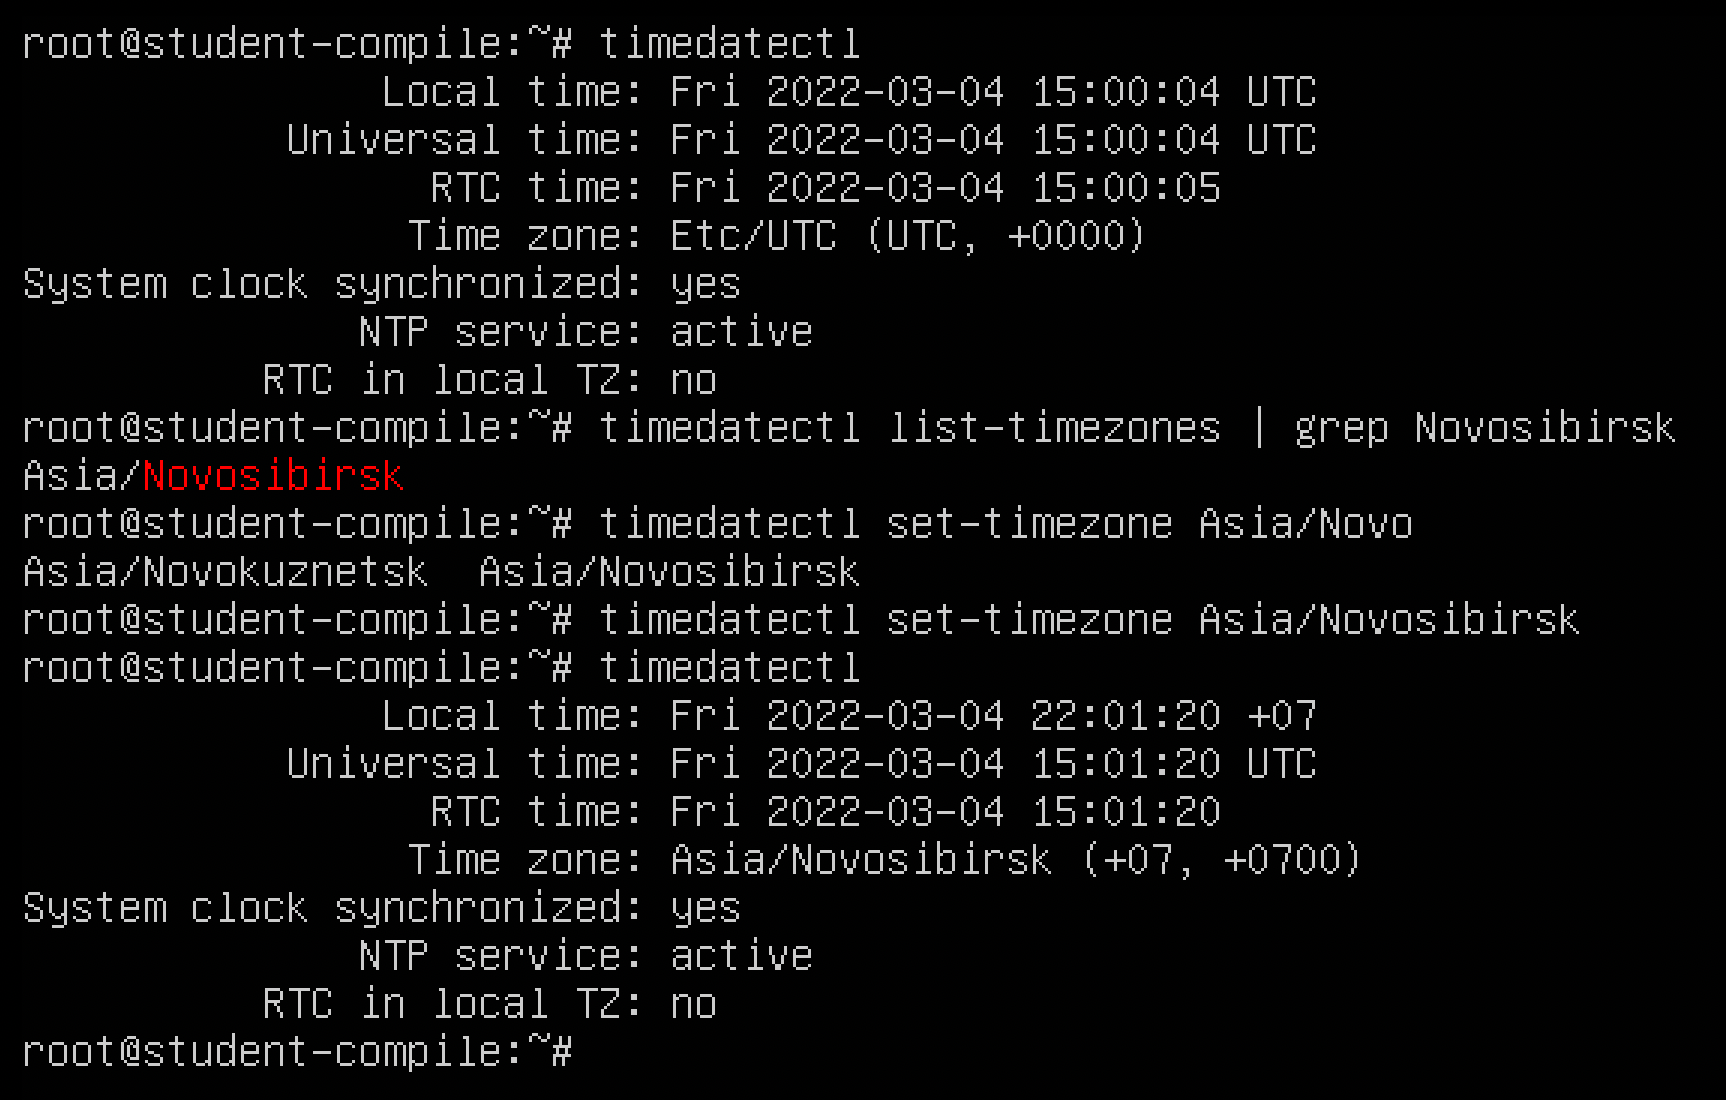 root@student-compile:~# timedatectl
Local time: Fri 2022-03-04 15:00:04 UTC
Universal time: Fri 2022-03-04 15:00:04 UTC
RTC time: Fri 2022-03-04 15:00:05
Time zone: Etc/UTC (UTC, +0000)
System clock synchronized: yes
NTP service: active
RTC in local TZ: no
root@student-compile:~# timedatectl list-timezones | grep Novosibirsk
Asia/Novosibirsk
root@student-compile:~# timedatectl set-timezone Asia/Novo
Asia/Novokuznetsk  Asia/Novosibirsk
root@student-compile:~# timedatectl set-timezone Asia/Novosibirsk
root@student-compile:~# timedatectl
Local time: Fri 2022-03-04 22:01:20 +07
Universal time: Fri 2022-03-04 15:01:20 UTC
RTC time: Fri 2022-03-04 15:01:20
Time zone: Asia/Novosibirsk (+07, +0700)
System clock synchronized: yes
NTP service: active
RTC in local TZ: no
root@student-compile:~#